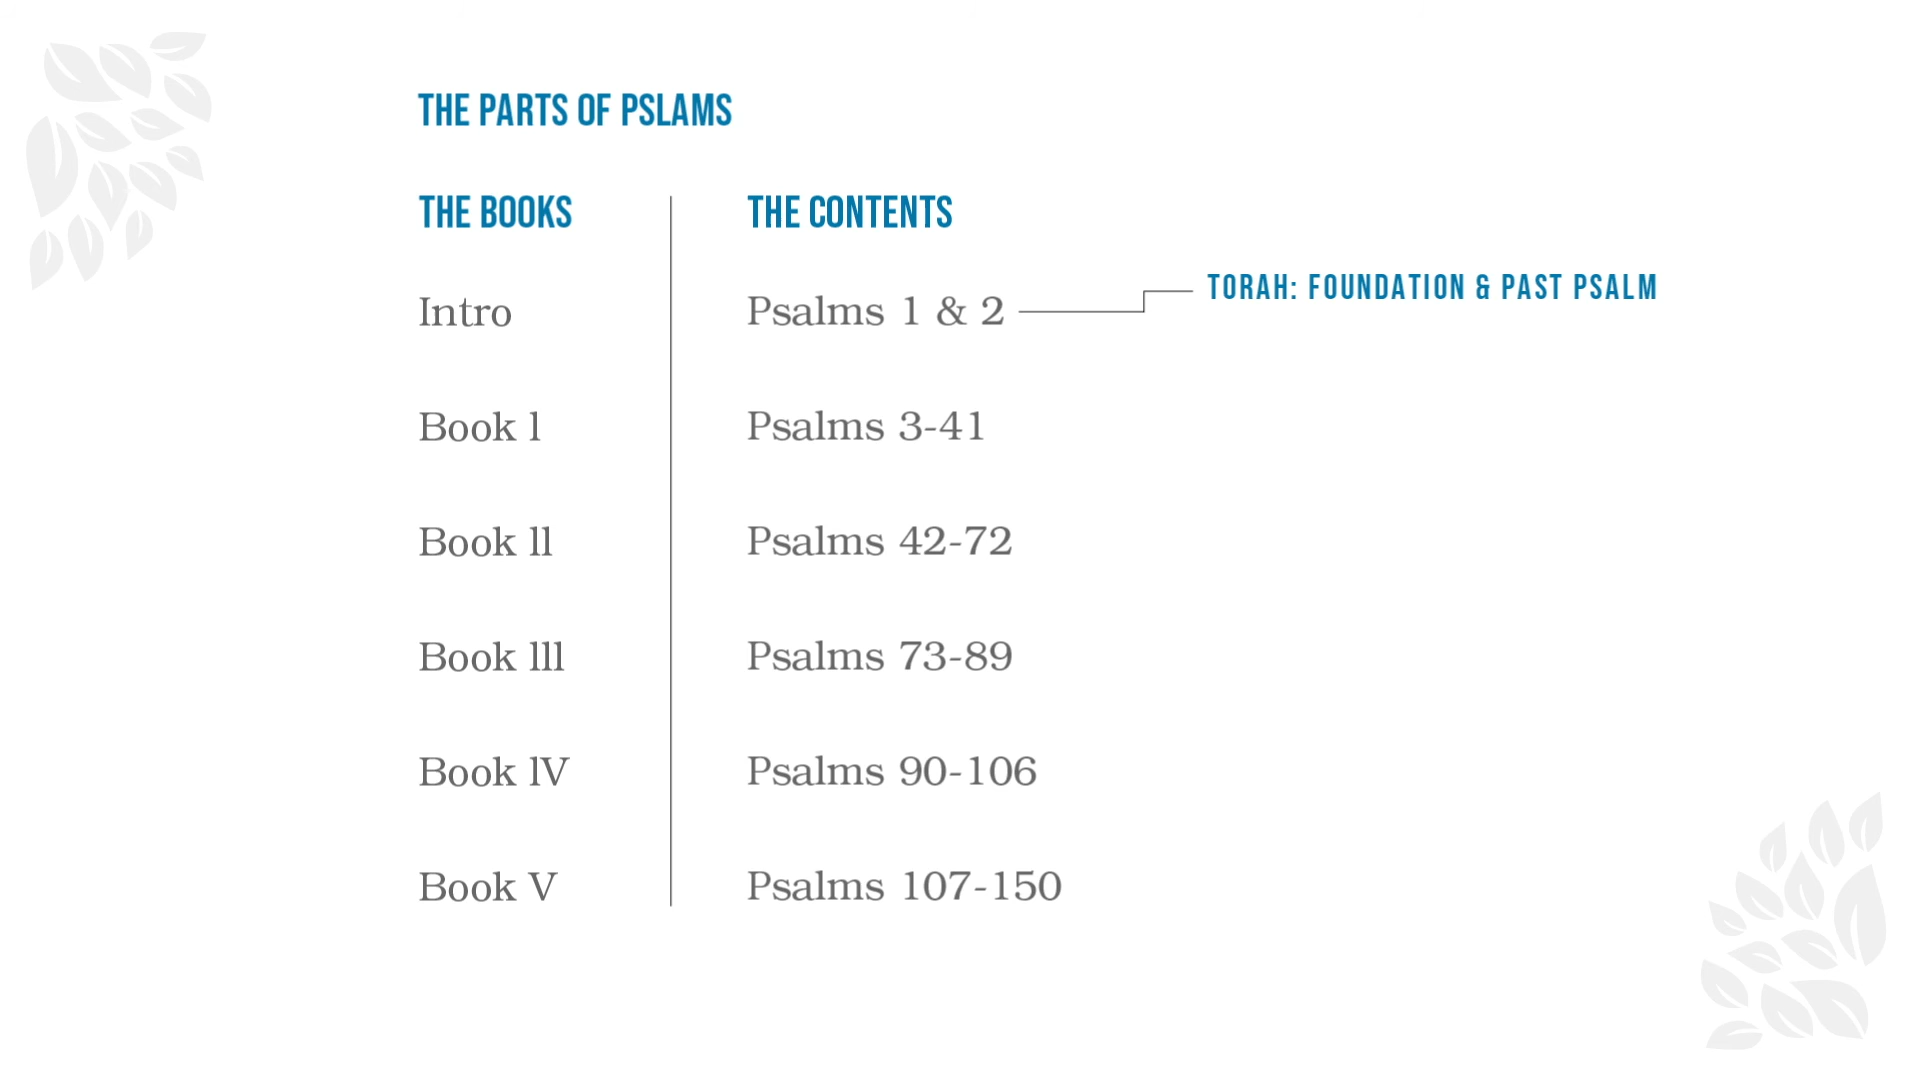 THE PARTS OF PSLAMS
THE BOOKS
THE CONTENTS
Intro
Psalms 1 & 2
TORAH: FOUNDATION & PAST PSALM
Book l
Psalms 3-41
Book ll
Psalms 42-72
Book lll
Psalms 73-89
Book lV
Psalms 90-106
Book V
Psalms 107-150